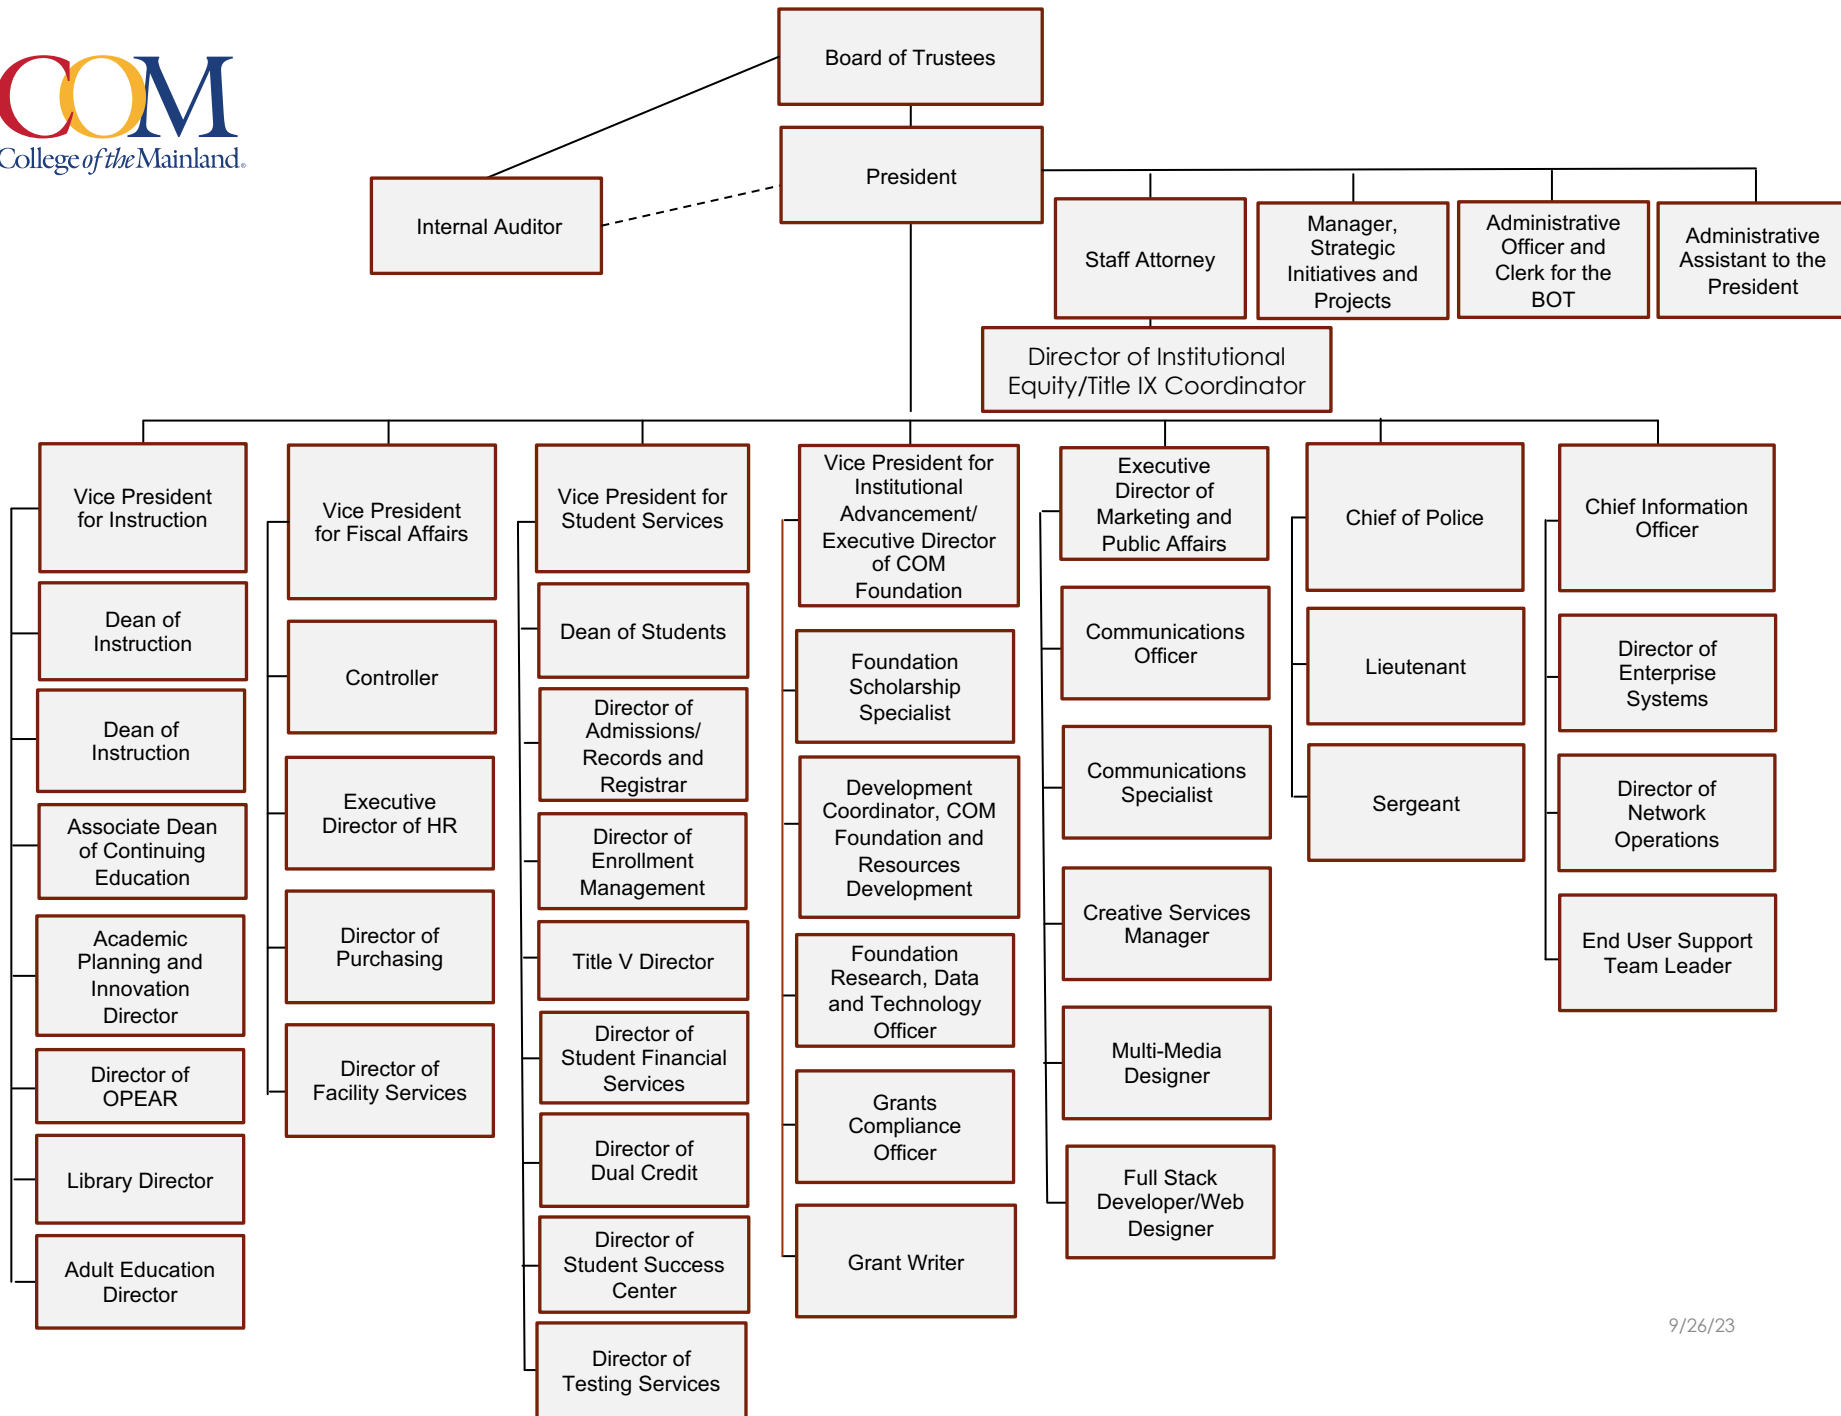 COM
College of the Mainland®
Board of Trustees
President
Internal Auditor
Staff Attorney
Manager,
Strategic
Initiatives and
Projects
Administrative
Officer and
Clerk for the
BOT
Administrative
Assistant to the
President
Director of Institutional
Equity/Title IX Coordinator
Vice President
for Instruction
Dean of
Instruction
Dean of
Instruction
Associate Dean
of Continuing
Education
Academic
Planning and
Innovation
Director
Director of
OPEAR
Library Director
Adult Education
Director
Vice President
for Fiscal Affairs
Controller
Executive
Director of HR
Director of
Purchasing
Director of
Facility Services
Vice President for
Student Services
Dean of Students
Director of
Admissions/
Records and
Registrar
Director of
Enrollment
Management
Title V Director
Director of
Student Financial
Services
Director of
Dual Credit
Director of
Student Success
Center
Director of
Testing Services
Vice President for
Institutional
Advancement/
Executive Director
of COM
Foundation
Foundation
Scholarship
Specialist
Development
Coordinator, COM
Foundation and
Resources
Development
Foundation
Research, Data
and Technology
Officer
Grants
Compliance
Officer
Grant Writer
Executive
Director of
Marketing and
Public Affairs
Communications
Officer
Communications
Specialist
Creative Services
Manager
Multi-Media
Designer
Full Stack
Developer/Web
Designer
Chief of Police
Lieutenant
Sergeant
Chief Information
Officer
Director of
Enterprise
Systems
Director of
Network
Operations
End User Support
Team Leader
9/26/23